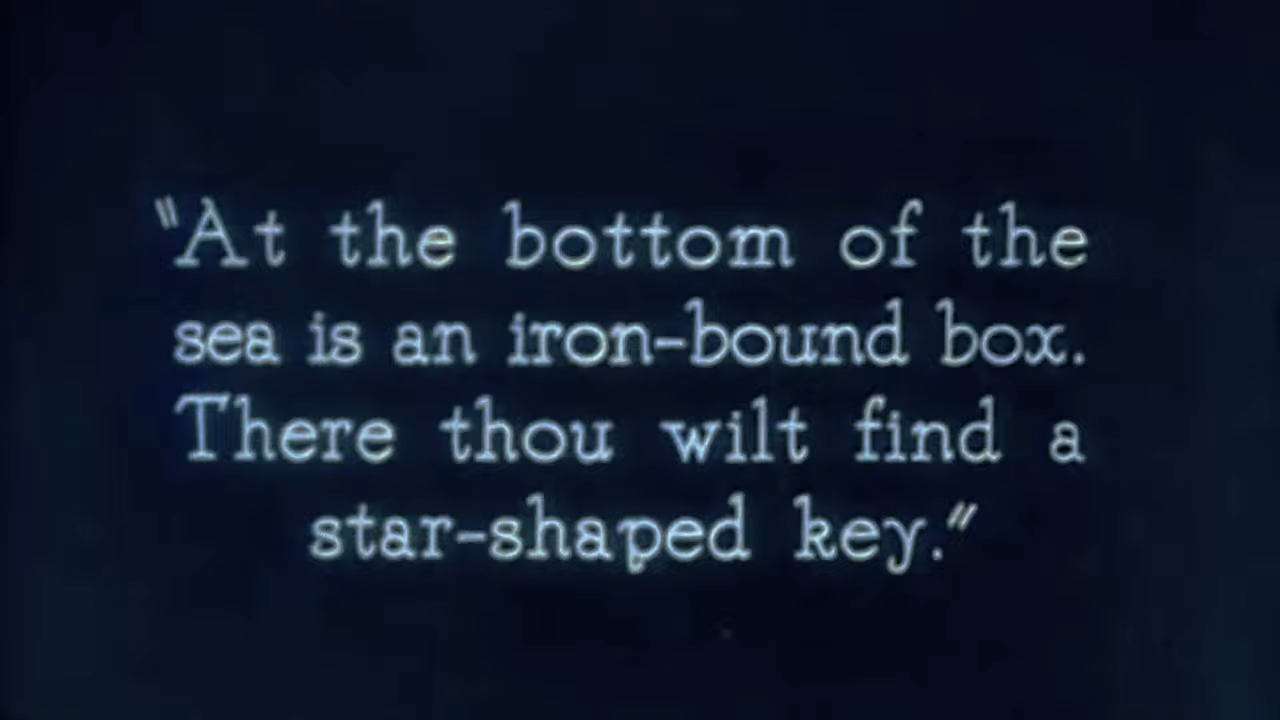 "At the bottom of the
sea is an iron-bound box.
There thou wilt find a
star-shaped key."